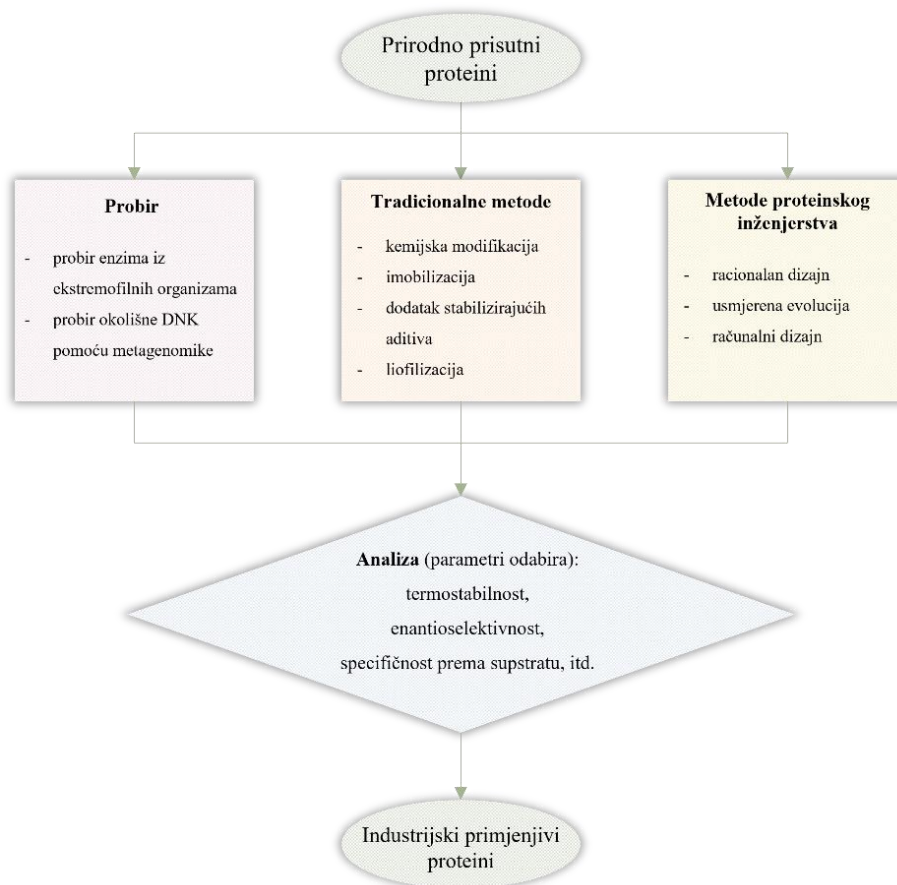 Prirodno prisutni
proteini
Probir
- probir enzima iz
ekstremofilnih organizama
- probir okolišne DNK
pomoću metagenomike
Tradicionalne metode
- kemijska modifikacija
- imobilizacija
- dodatak stabilizirajućih
aditiva
- liofilizacija
Metode proteinskog
inženjerstva
- racionalan dizajn
- usmjerena evolucija
- računalni dizajn
Analiza (parametri odabira):
termostabilnost,
enantioselektivnost,
specifičnost prema supstratu, itd.
Industrijski primjenjivi
proteini